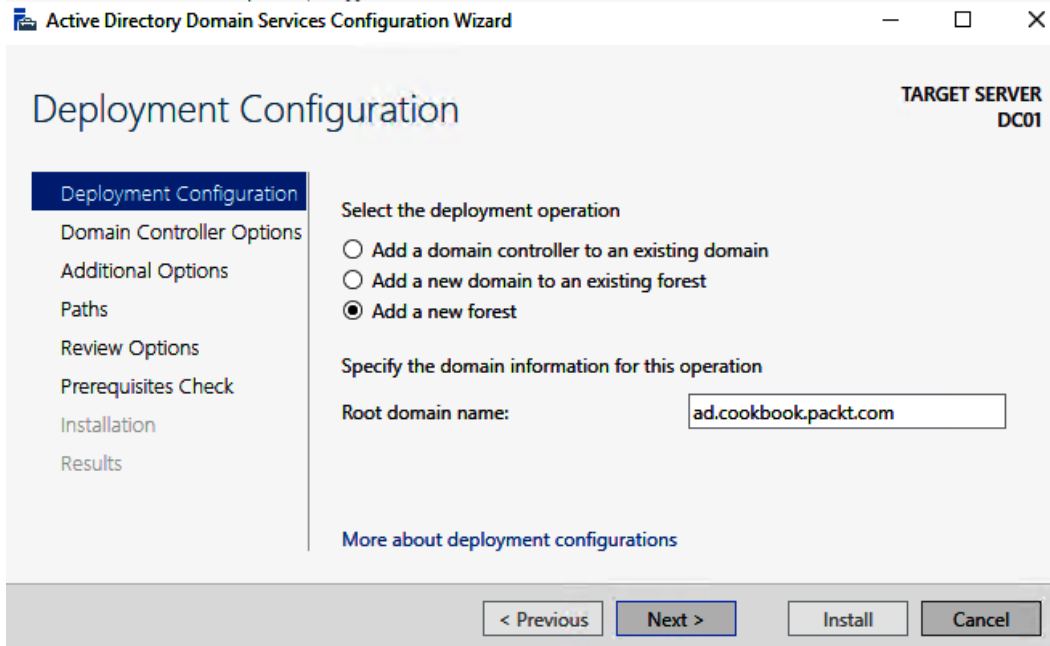 Active Directory Domain Services Configuration Wizard
Deployment Configuration
TARGET SERVER
DC01
Deployment Configuration
Domain Controller Options
Additional Options
Paths
Review Options
Prerequisites Check
Installation
Results
Select the deployment operation
Add a domain controller to an existing domain
Add a new domain to an existing forest
Add a new forest
Specify the domain information for this operation
Root domain name: ad.cookbook.packt.com
More about deployment configurations
< Previous Next > Install Cancel